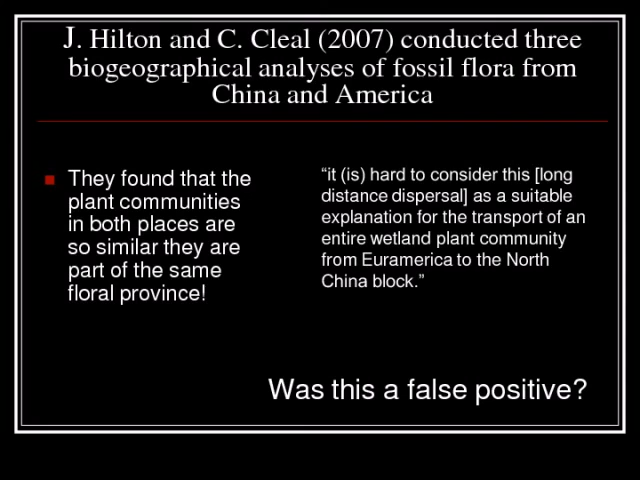 J. Hilton and C. Cleal (2007) conducted three
biogeographical analyses of fossil flora from
China and America
They found that the
plant communities
in both places are
so similar they are
part of the same
floral province!
“it (is) hard to consider this [long
distance dispersal] as a suitable
explanation for the transport of an
entire wetland plant community
from Euramerica to the North
China block.”
Was this a false positive?